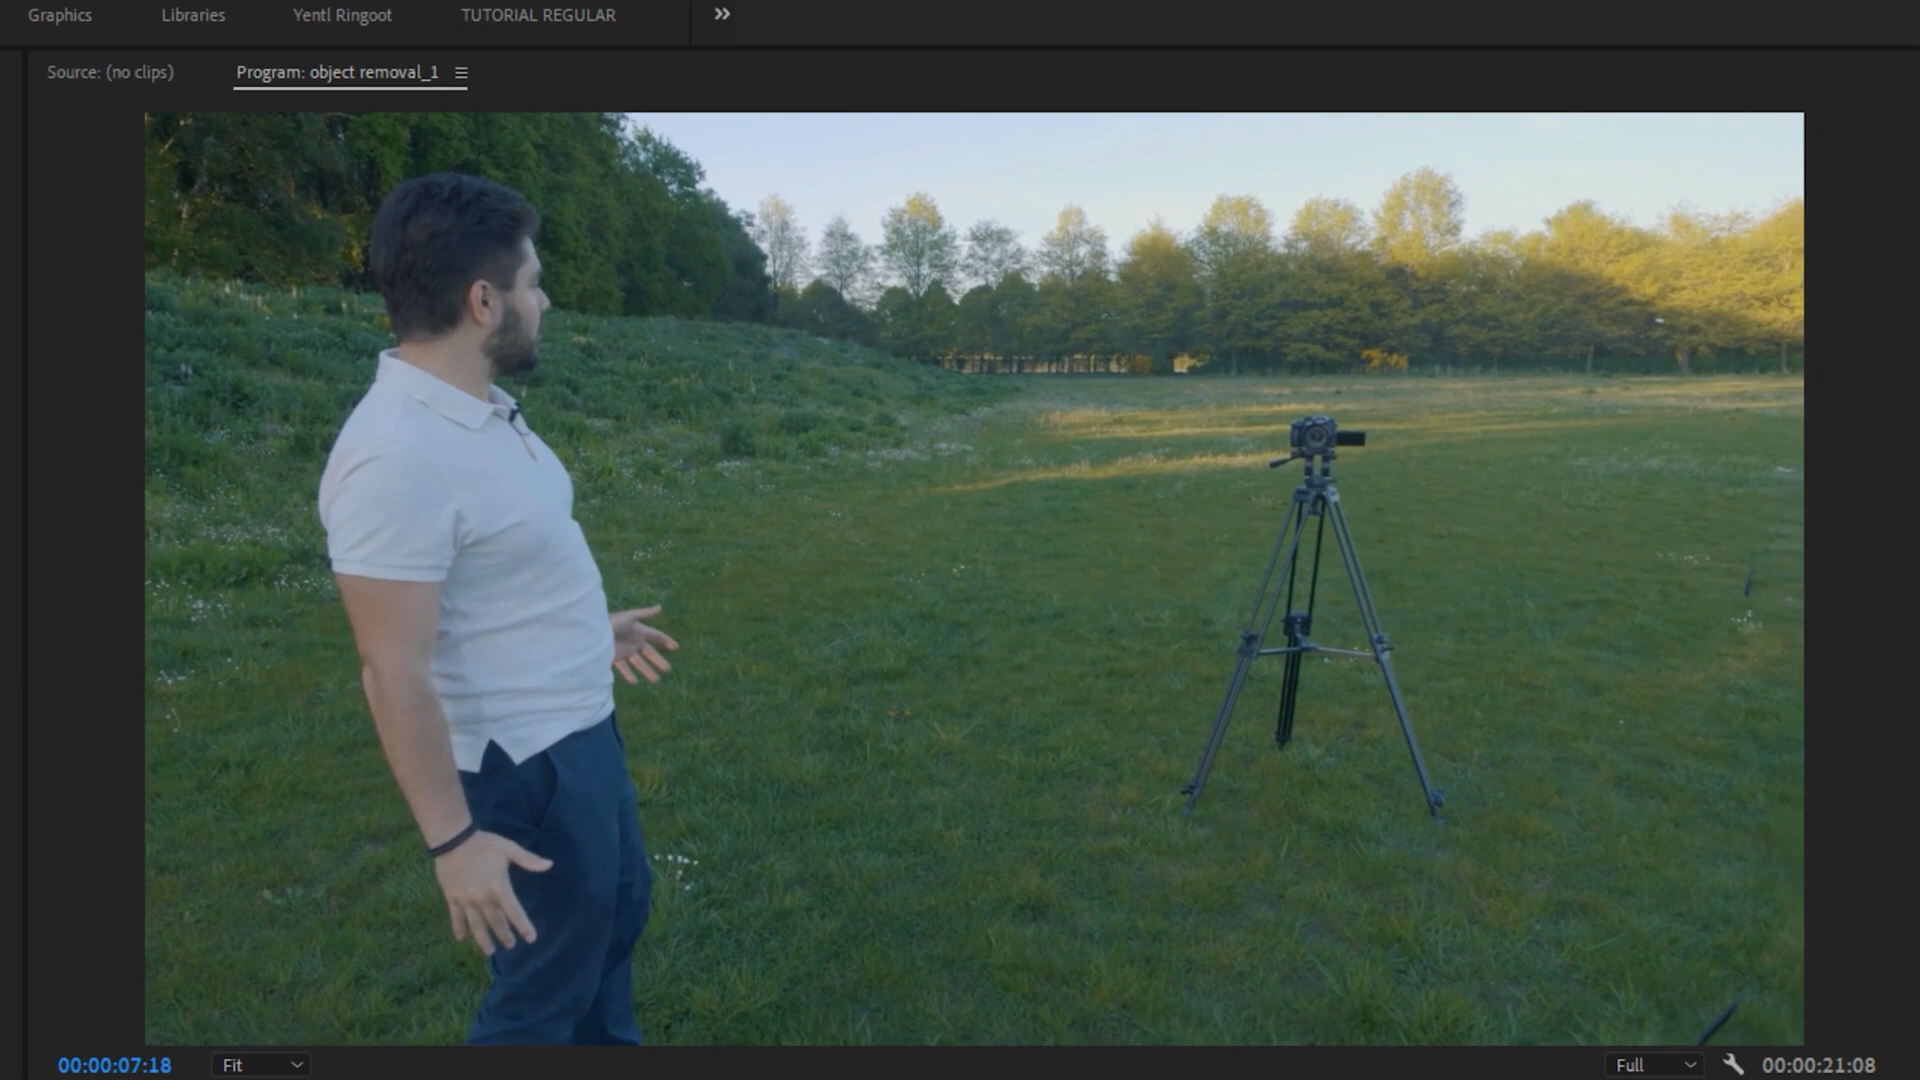 Graphics Libraries Yentl Ringoot TUTORIAL REGULAR
Source: (no clips) Program: object removal_1
00:00:07:18 Fit Full 00:00:21:08